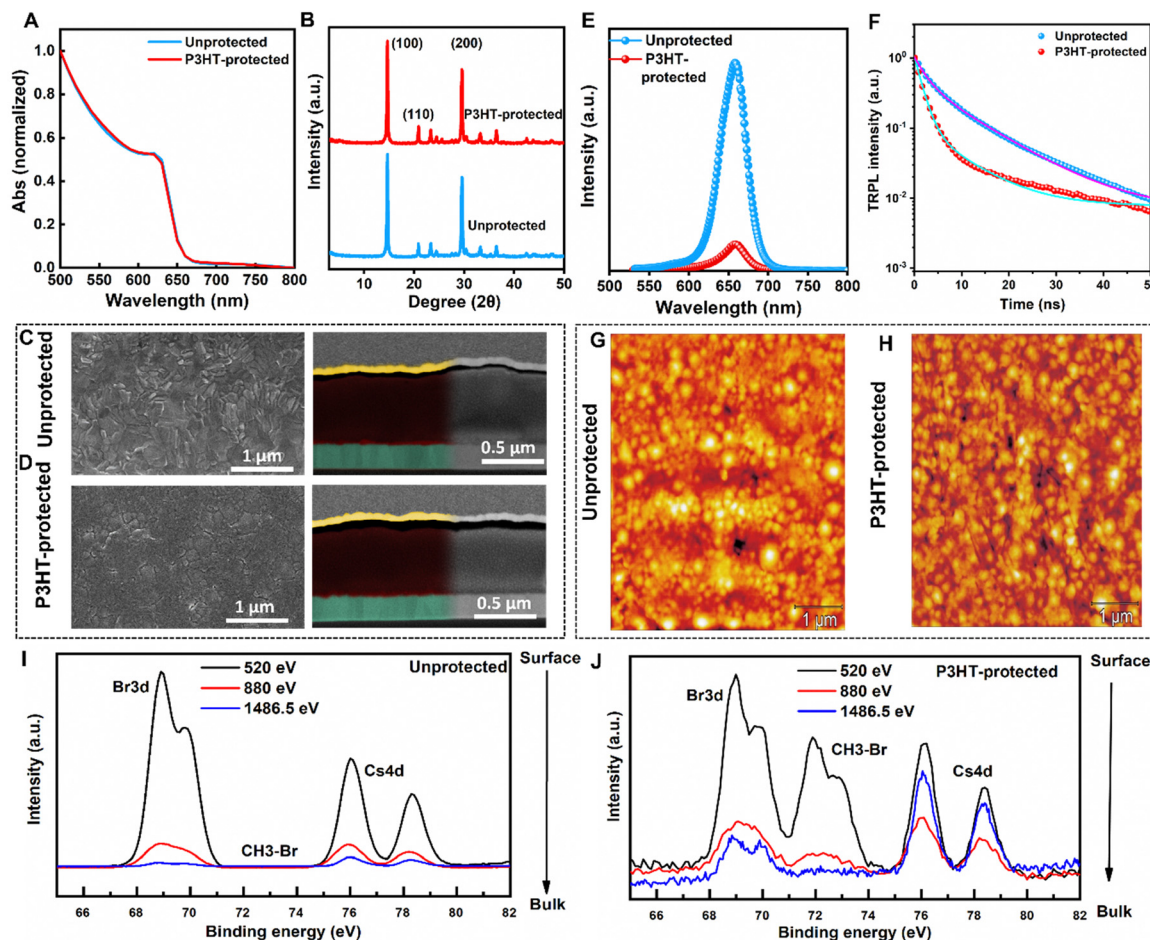 A
Unprotected
P3HT-protected
Abs (normalized)
1.0
0.8
0.6
0.4
0.2
0.0
500 550 600 650 700 750 800
Wavelength (nm)
B
(100)
(200)
(110)
P3HT-protected
Unprotected
Intensity (a.u.)
10 20 30 40 50
Degree (2θ)
E
Unprotected
P3HT-
protected
Intensity (a.u.)
500 550 600 650 700 750 800
Wavelength (nm)
F
Unprotected
P3HT-protected
TRPL intensity (a.u.)
10⁰
10⁻¹
10⁻²
10⁻³
0 10 20 30 40 50
Time (ns)
C
Unprotected
1 μm
0.5 μm
D
P3HT-protected
1 μm
0.5 μm
G
Unprotected
1 μm
H
P3HT-protected
1 μm
I
520 eV
880 eV
1486.5 eV
Unprotected
Br3d
CH3-Br
Cs4d
Surface
Bulk
Intensity (a.u.)
66 68 70 72 74 76 78 80 82
Binding energy (eV)
J
520 eV
880 eV
1486.5 eV
P3HT-protected
Br3d
CH3-Br
Cs4d
Surface
Bulk
Intensity (a.u.)
66 68 70 72 74 76 78 80 82
Binding energy (eV)